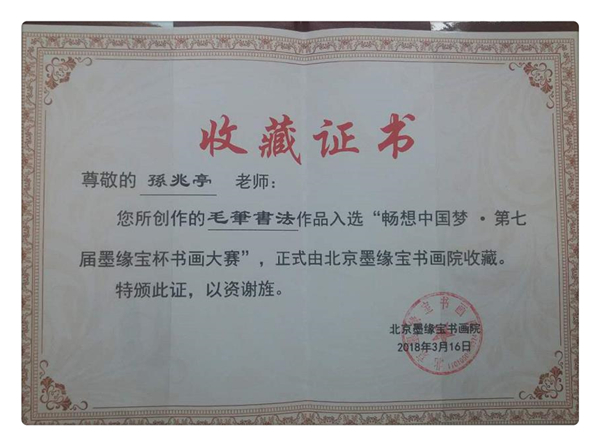 收藏证书
尊敬的 孫兆亭 老师：
您所创作的毛筆書法作品入选“畅想中国梦·第七
届墨缘宝杯书画大赛”，正式由北京墨缘宝书画院收藏。
特颁此证，以资谢旌。
北京墨缘宝书画院
2018年3月16日